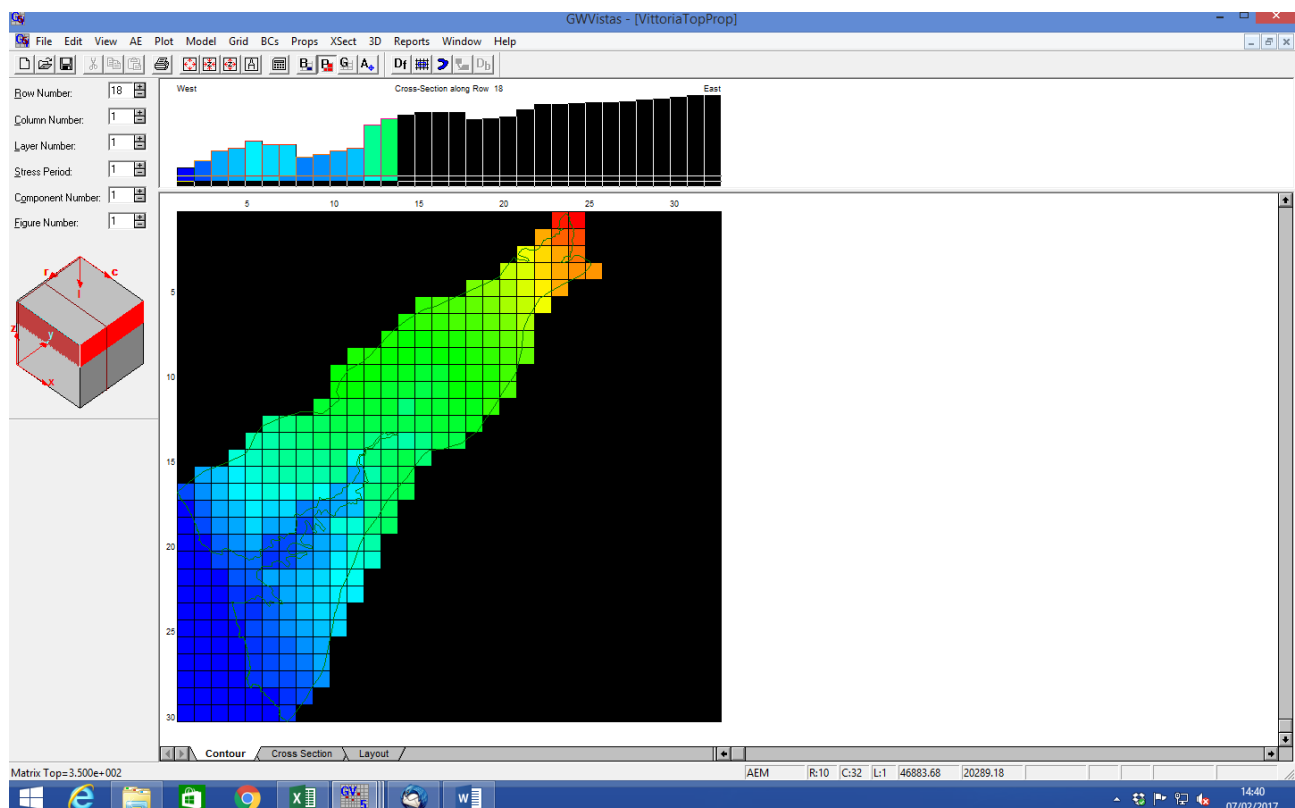 GWVistas - [VittoriaTopProp]
File Edit View AE Plot Model Grid BCs Props XSect 3D Reports Window Help
Df Db
Row Number: 18
Column Number: 1
Layer Number: 1
Stress Period: 1
Component Number: 1
Figure Number: 1
West Cross-Section along Row 18 East
5 10 15 20 25 30
5
10
15
20
25
30
r c
l
z y
x
Contour Cross Section Layout
Matrix Top=3.500e+002 AEM R:10 C:32 L:1 46883.68 20289.18
14:40
07/02/2017